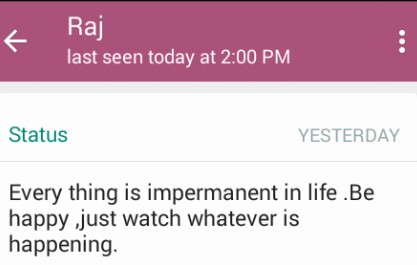 Raj
last seen today at 2:00 PM
Status YESTERDAY
Every thing is impermanent in life .Be
happy ,just watch whatever is
happening.